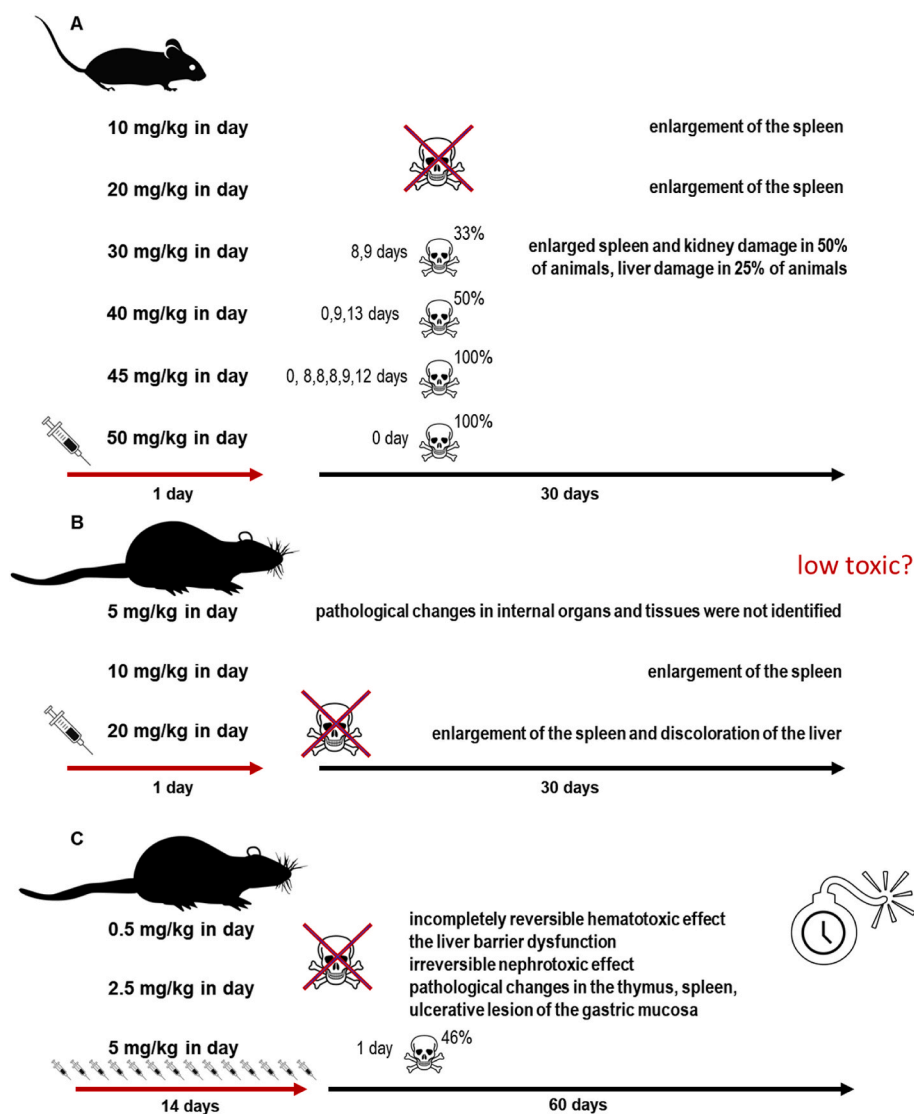 A
10 mg/kg in day
enlargement of the spleen
20 mg/kg in day
enlargement of the spleen
30 mg/kg in day
8,9 days
33%
enlarged spleen and kidney damage in 50%
of animals, liver damage in 25% of animals
40 mg/kg in day
0,9,13 days
50%
45 mg/kg in day
0, 8,8,8,9,12 days
100%
50 mg/kg in day
0 day
100%
1 day
30 days
B
low toxic?
5 mg/kg in day
pathological changes in internal organs and tissues were not identified
10 mg/kg in day
enlargement of the spleen
20 mg/kg in day
enlargement of the spleen and discoloration of the liver
1 day
30 days
C
0.5 mg/kg in day
incompletely reversible hematotoxic effect
the liver barrier dysfunction
2.5 mg/kg in day
irreversible nephrotoxic effect
pathological changes in the thymus, spleen,
ulcerative lesion of the gastric mucosa
5 mg/kg in day
1 day
46%
14 days
60 days